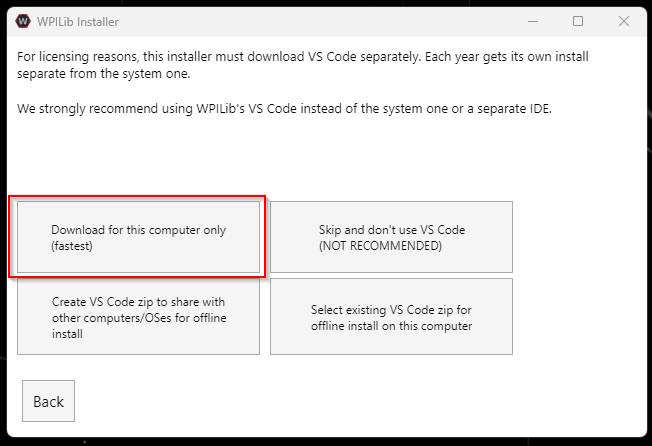 WPILib Installer
For licensing reasons, this installer must download VS Code separately. Each year gets its own install
separate from the system one.
We strongly recommend using WPILib's VS Code instead of the system one or a separate IDE.
Download for this computer only
(fastest)
Skip and don't use VS Code
(NOT RECOMMENDED)
Create VS Code zip to share with
other computers/OSes for offline
install
Select existing VS Code zip for
offline install on this computer
Back